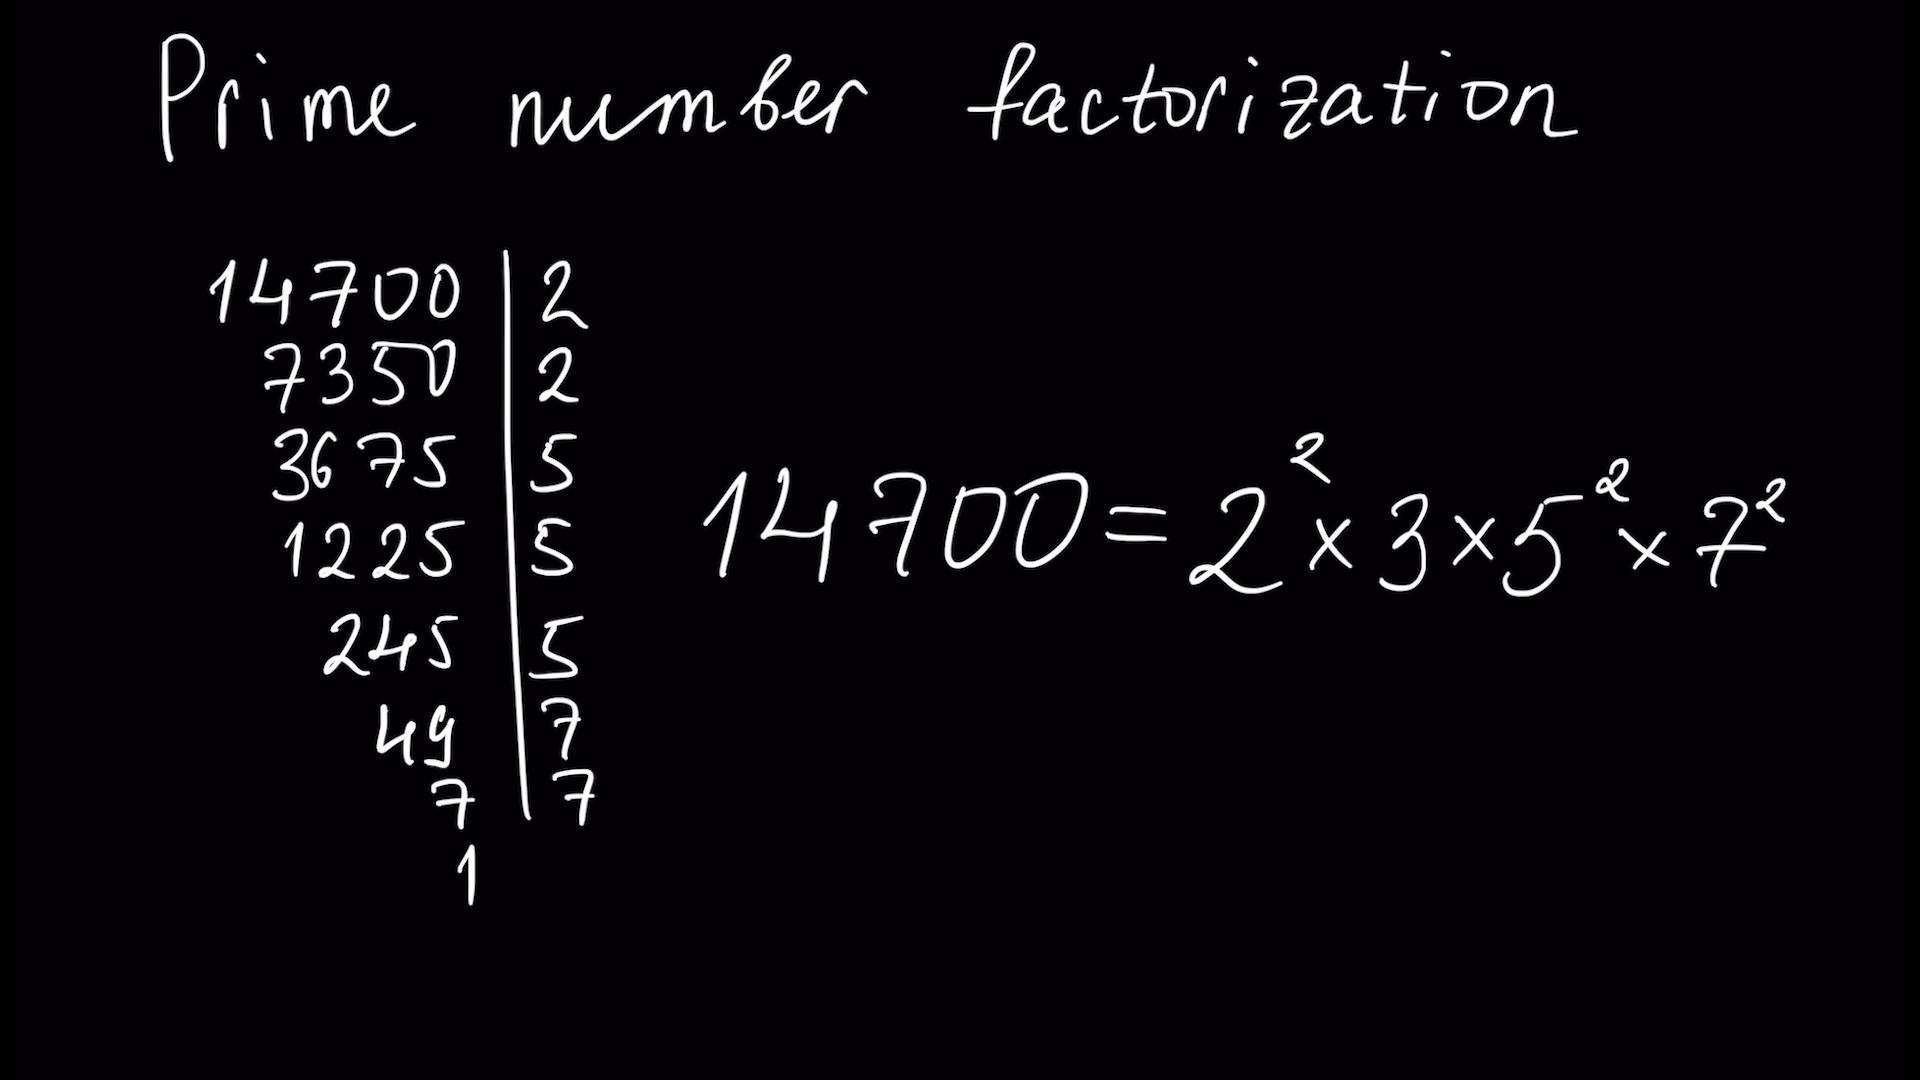 Prime number factorization
14700 | 2
7350 | 2
3675 | 5
1225 | 5
245 | 5
49 | 7
7 | 7
1
14700 = 2² × 3 × 5² × 7²